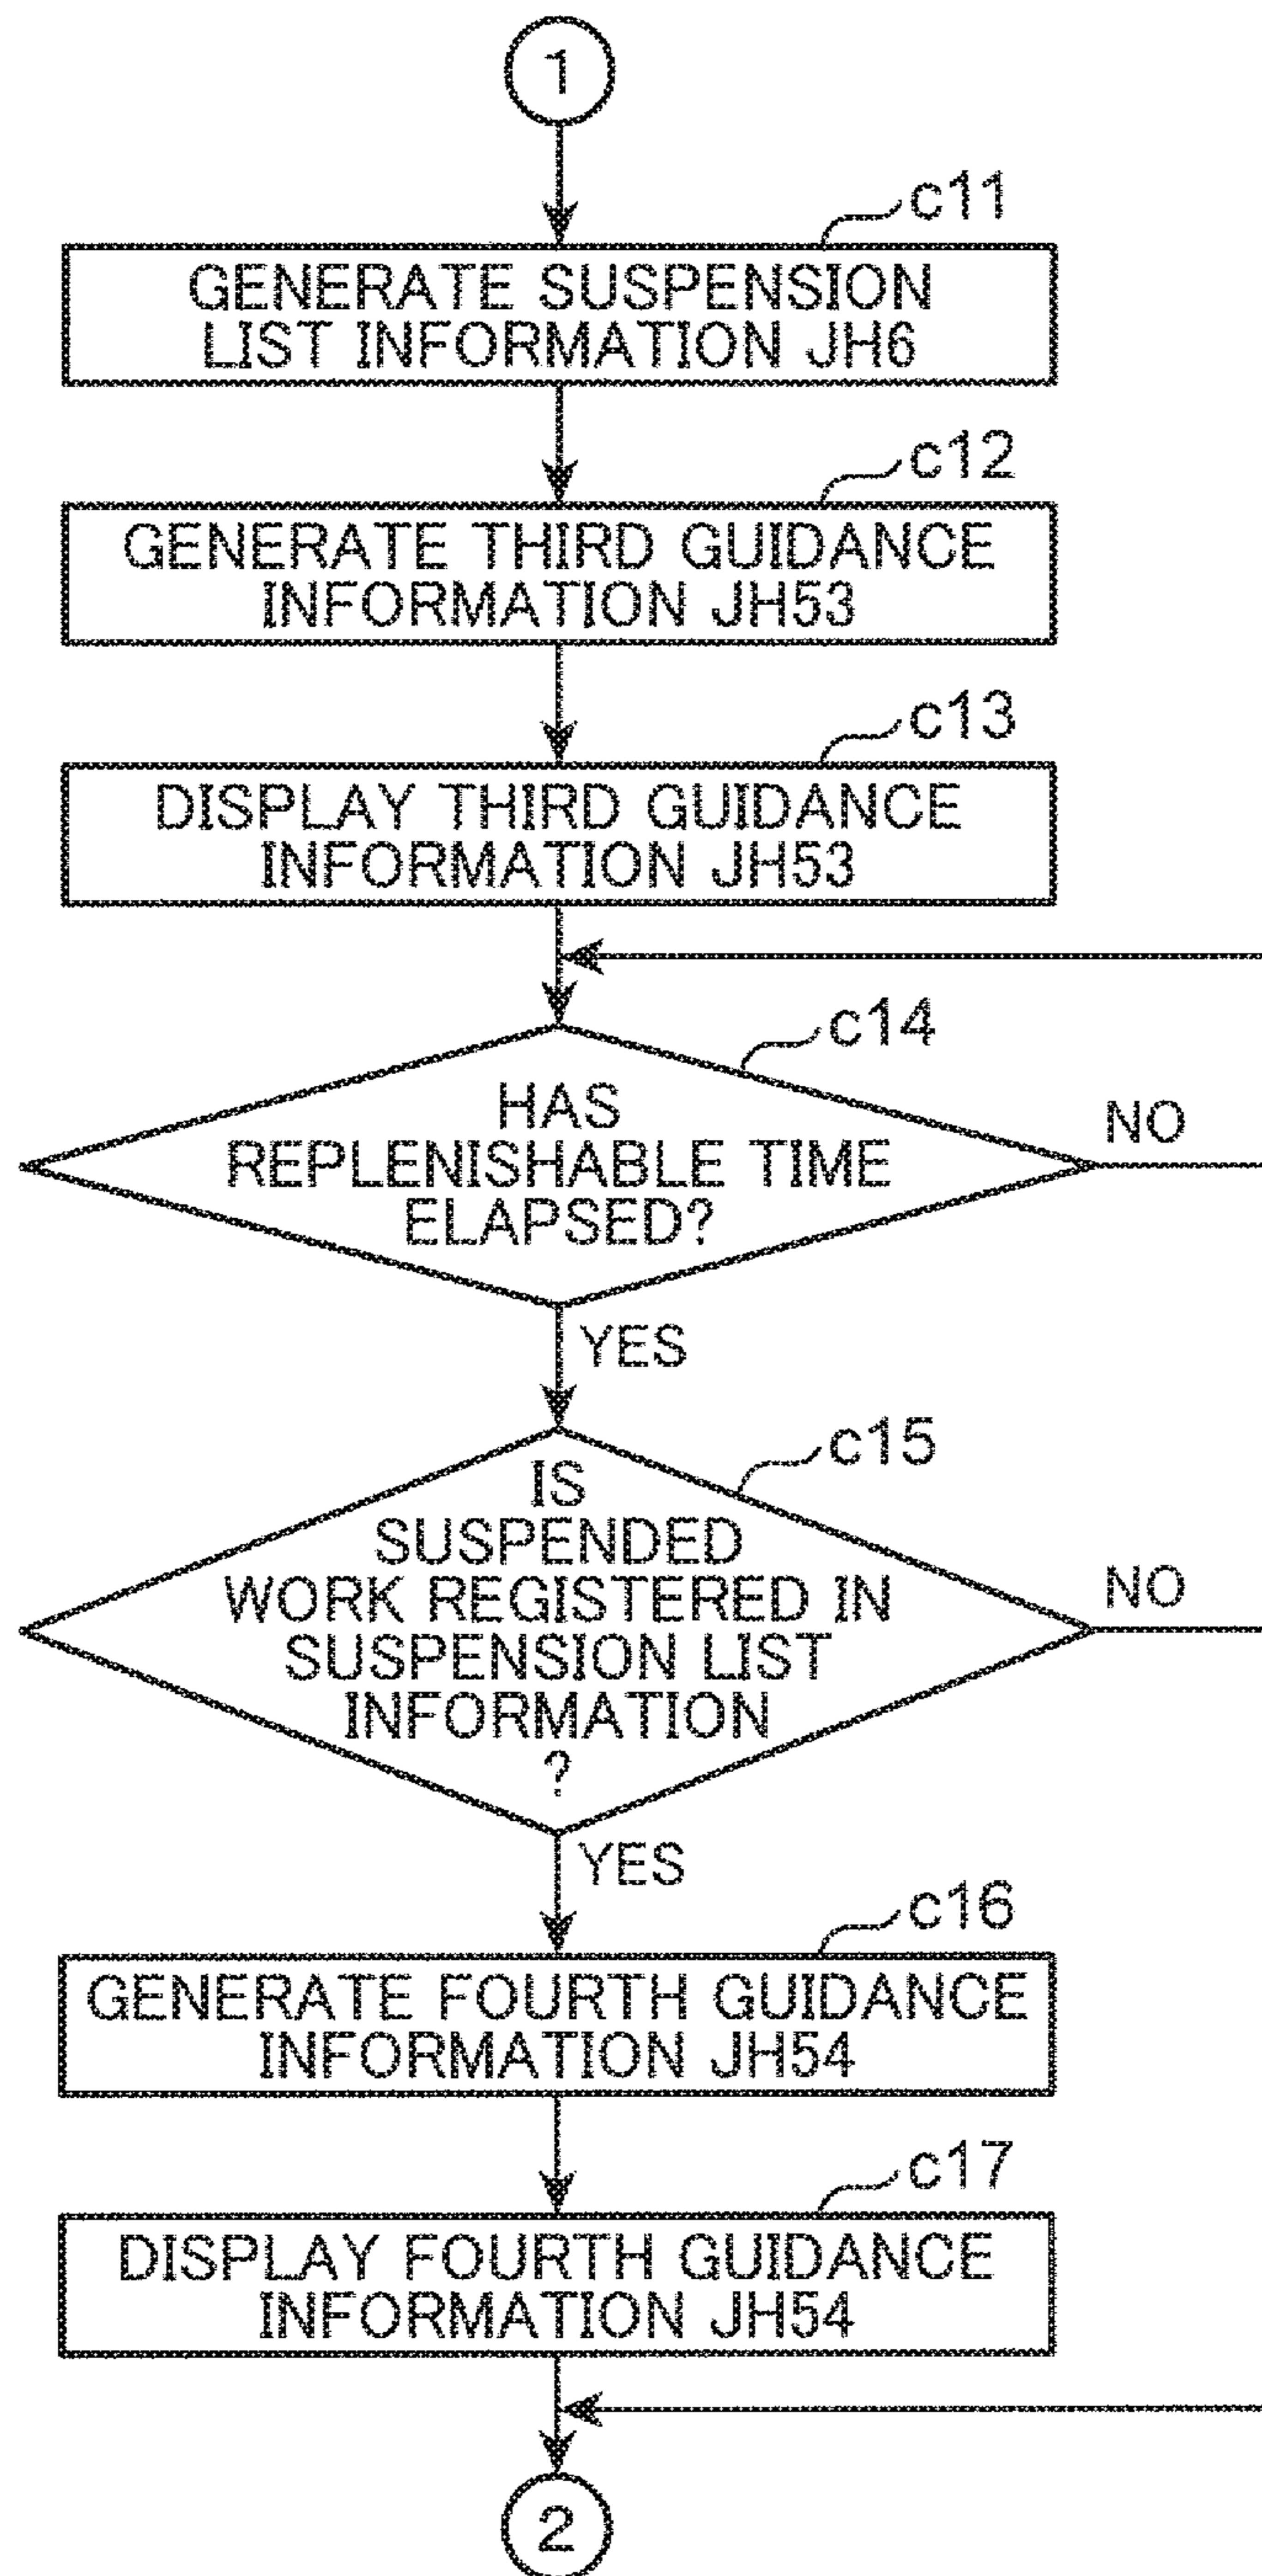 1
c11
GENERATE SUSPENSION
LIST INFORMATION JH6
c12
GENERATE THIRD GUIDANCE
INFORMATION JH53
c13
DISPLAY THIRD GUIDANCE
INFORMATION JH53
c14
HAS
REPLENISHABLE TIME
ELAPSED?
NO
YES
c15
IS
SUSPENDED
WORK REGISTERED IN
SUSPENSION LIST
INFORMATION
?
NO
YES
c16
GENERATE FOURTH GUIDANCE
INFORMATION JH54
c17
DISPLAY FOURTH GUIDANCE
INFORMATION JH54
2